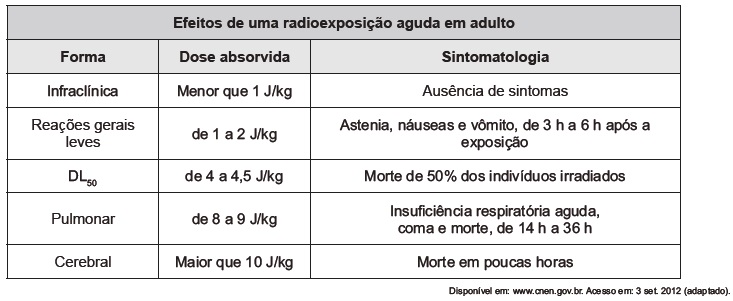 Efeitos de uma radioexposição aguda em adulto
Forma Dose absorvida Sintomatologia
Infraclínica Menor que 1 J/kg Ausência de sintomas
Reações gerais leves de 1 a 2 J/kg Astenia, náuseas e vômito, de 3 h a 6 h após a exposição
DL50 de 4 a 4,5 J/kg Morte de 50% dos indivíduos irradiados
Pulmonar de 8 a 9 J/kg Insuficiência respiratória aguda, coma e morte, de 14 h a 36 h
Cerebral Maior que 10 J/kg Morte em poucas horas
Disponível em: www.cnen.gov.br. Acesso em: 3 set. 2012 (adaptado).